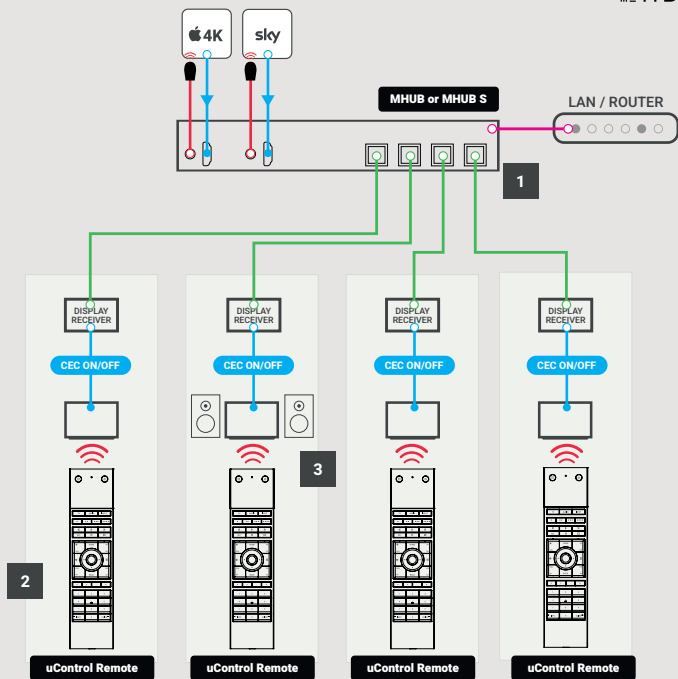 4K
sky
MHUB or MHUB S
LAN / ROUTER
1
DISPLAY
RECEIVER
DISPLAY
RECEIVER
DISPLAY
RECEIVER
DISPLAY
RECEIVER
CEC ON/OFF
CEC ON/OFF
CEC ON/OFF
CEC ON/OFF
3
2
uControl Remote
uControl Remote
uControl Remote
uControl Remote